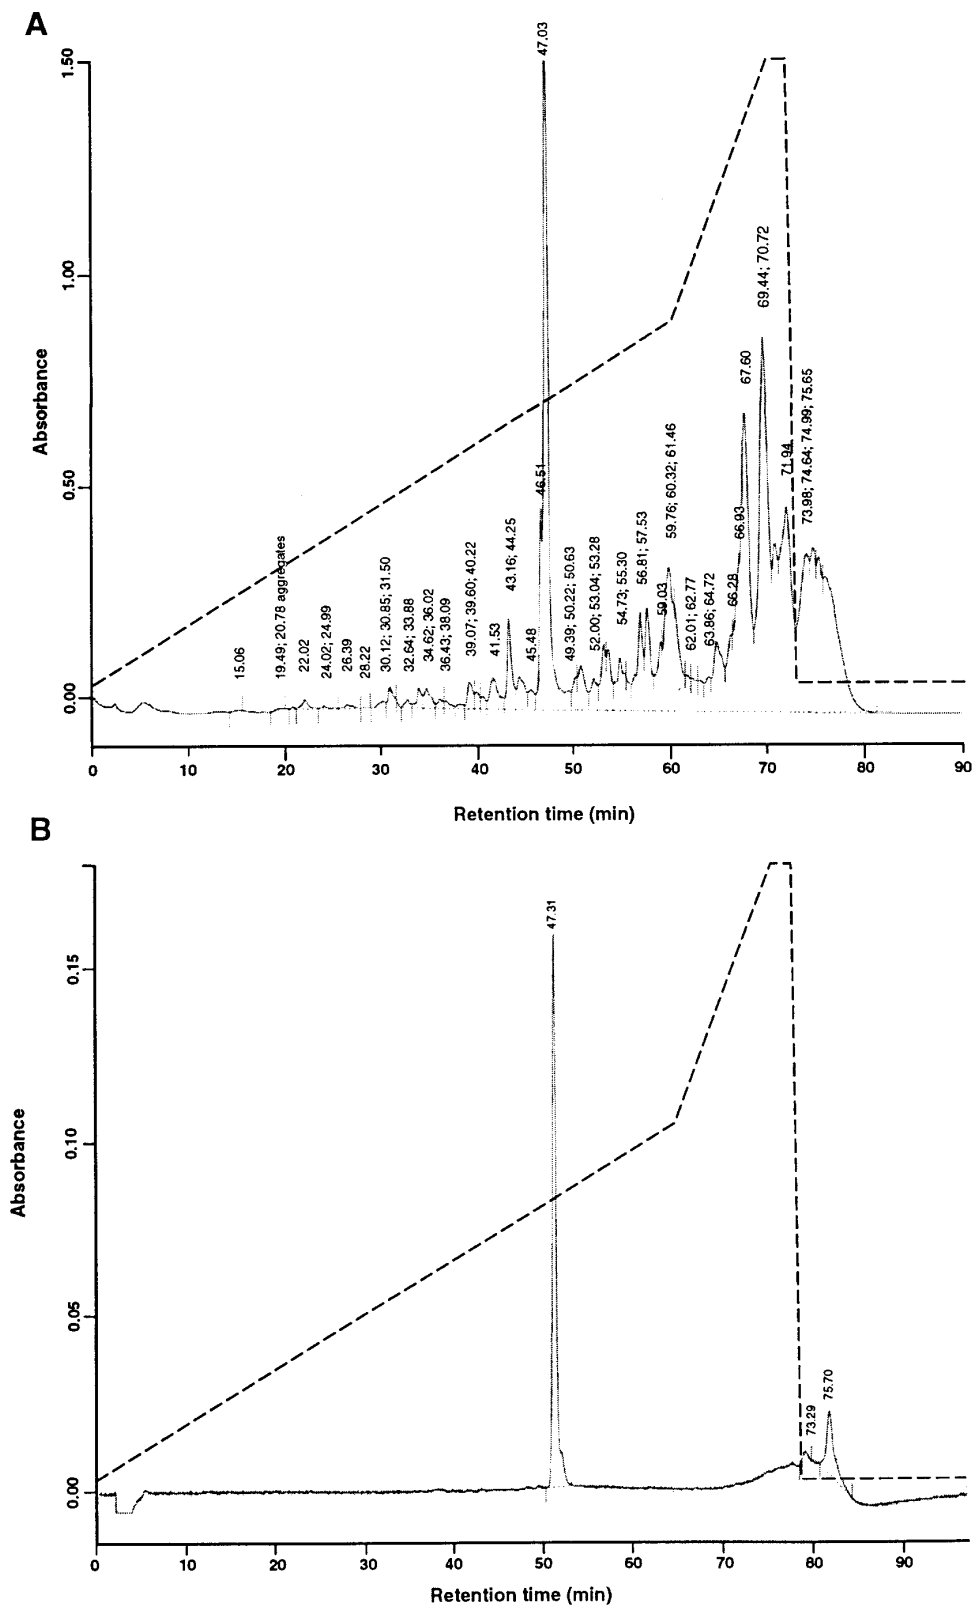 A
1.50
1.00
0.50
0.00
Absorbance
15.06
19.49; 20.78 aggregates
22.02
24.02; 24.99
26.39
28.22
30.12; 30.85; 31.50
32.64; 33.88
34.62; 36.02
36.43; 38.09
39.07; 39.60; 40.22
41.53
43.16; 44.25
45.48
46.51
47.03
49.39; 50.22; 50.63
52.00; 53.04; 53.28
54.73; 55.30
56.81; 57.53
59.03
59.76; 60.32; 61.46
62.01; 62.77
63.86; 64.72
66.28
66.93
67.60
69.44; 70.72
71.94
73.98; 74.64; 74.99; 75.65
0 10 20 30 40 50 60 70 80 90
Retention time (min)
B
0.15
0.10
0.05
0.00
Absorbance
47.31
73.29
75.70
0 10 20 30 40 50 60 70 80 90
Retention time (min)